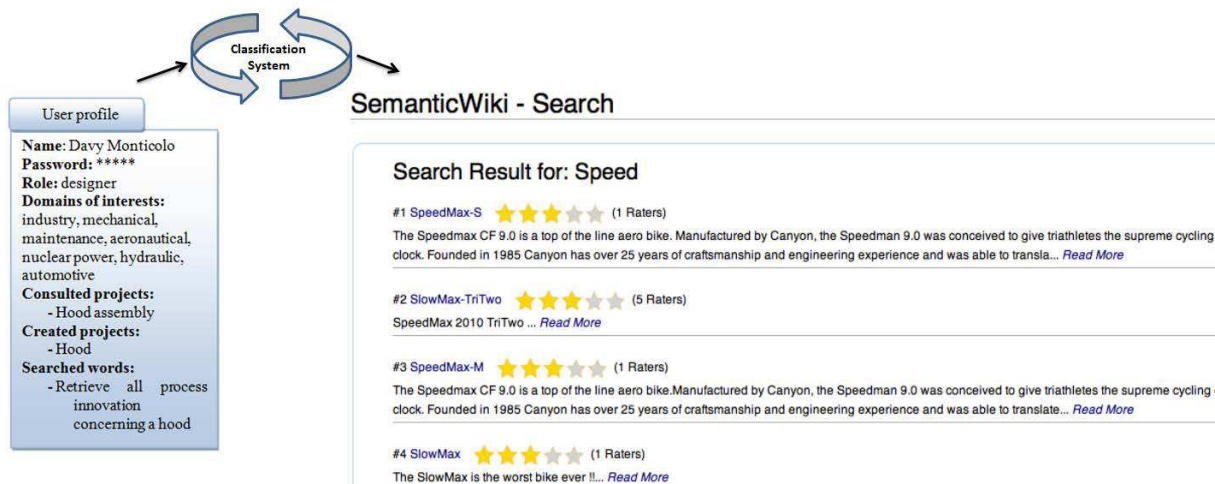 Classification
System
User profile
Name: Davy Monticolo
Password: *****
Role: designer
Domains of interests:
industry, mechanical,
maintenance, aeronautical,
nuclear power, hydraulic,
automotive
Consulted projects:
- Hood assembly
Created projects:
- Hood
Searched words:
- Retrieve all process
innovation
concerning a hood
SemanticWiki - Search
Search Result for: Speed
#1 SpeedMax-S (1 Raters)
The Speedmax CF 9.0 is a top of the line aero bike. Manufactured by Canyon, the Speedman 9.0 was conceived to give triathletes the supreme cycling
clock. Founded in 1985 Canyon has over 25 years of craftsmanship and engineering experience and was able to transla... Read More
#2 SlowMax-TriTwo (5 Raters)
SpeedMax 2010 TriTwo ... Read More
#3 SpeedMax-M (1 Raters)
The Speedmax CF 9.0 is a top of the line aero bike.Manufactured by Canyon, the Speedman 9.0 was conceived to give triathletes the supreme cycling
clock. Founded in 1985 Canyon has over 25 years of craftsmanship and engineering experience and was able to translate... Read More
#4 SlowMax (1 Raters)
The SlowMax is the worst bike ever !!... Read More